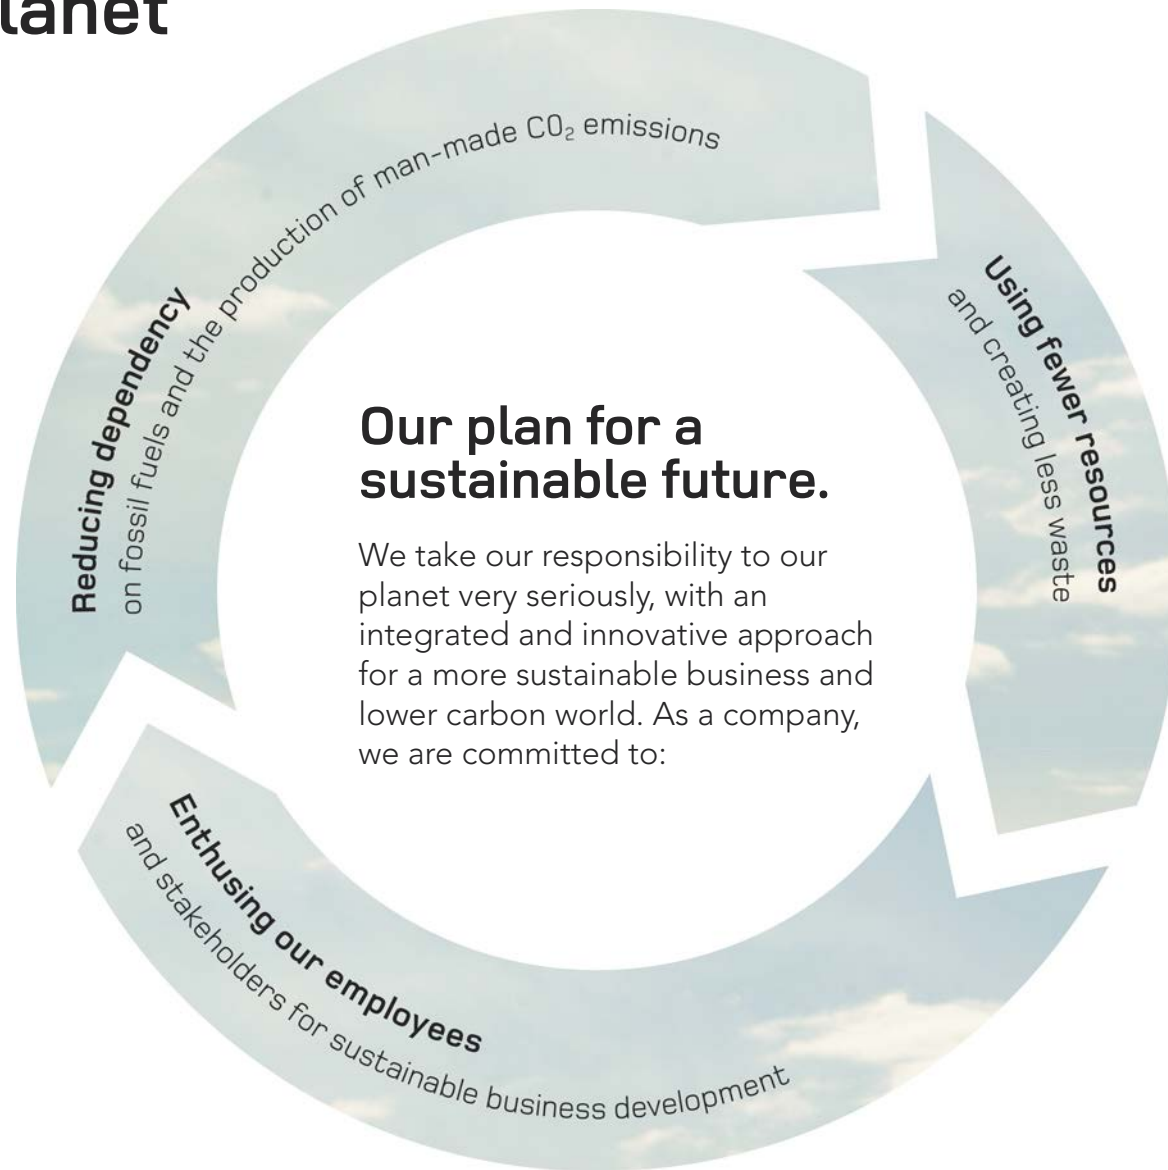 lanet
Reducing dependency
on fossil fuels and the production of man-made CO₂ emissions
Using fewer resources
and creating less waste
Our plan for a
sustainable future.
We take our responsibility to our
planet very seriously, with an
integrated and innovative approach
for a more sustainable business and
lower carbon world. As a company,
we are committed to:
Enthusing our employees
and stakeholders for sustainable business development